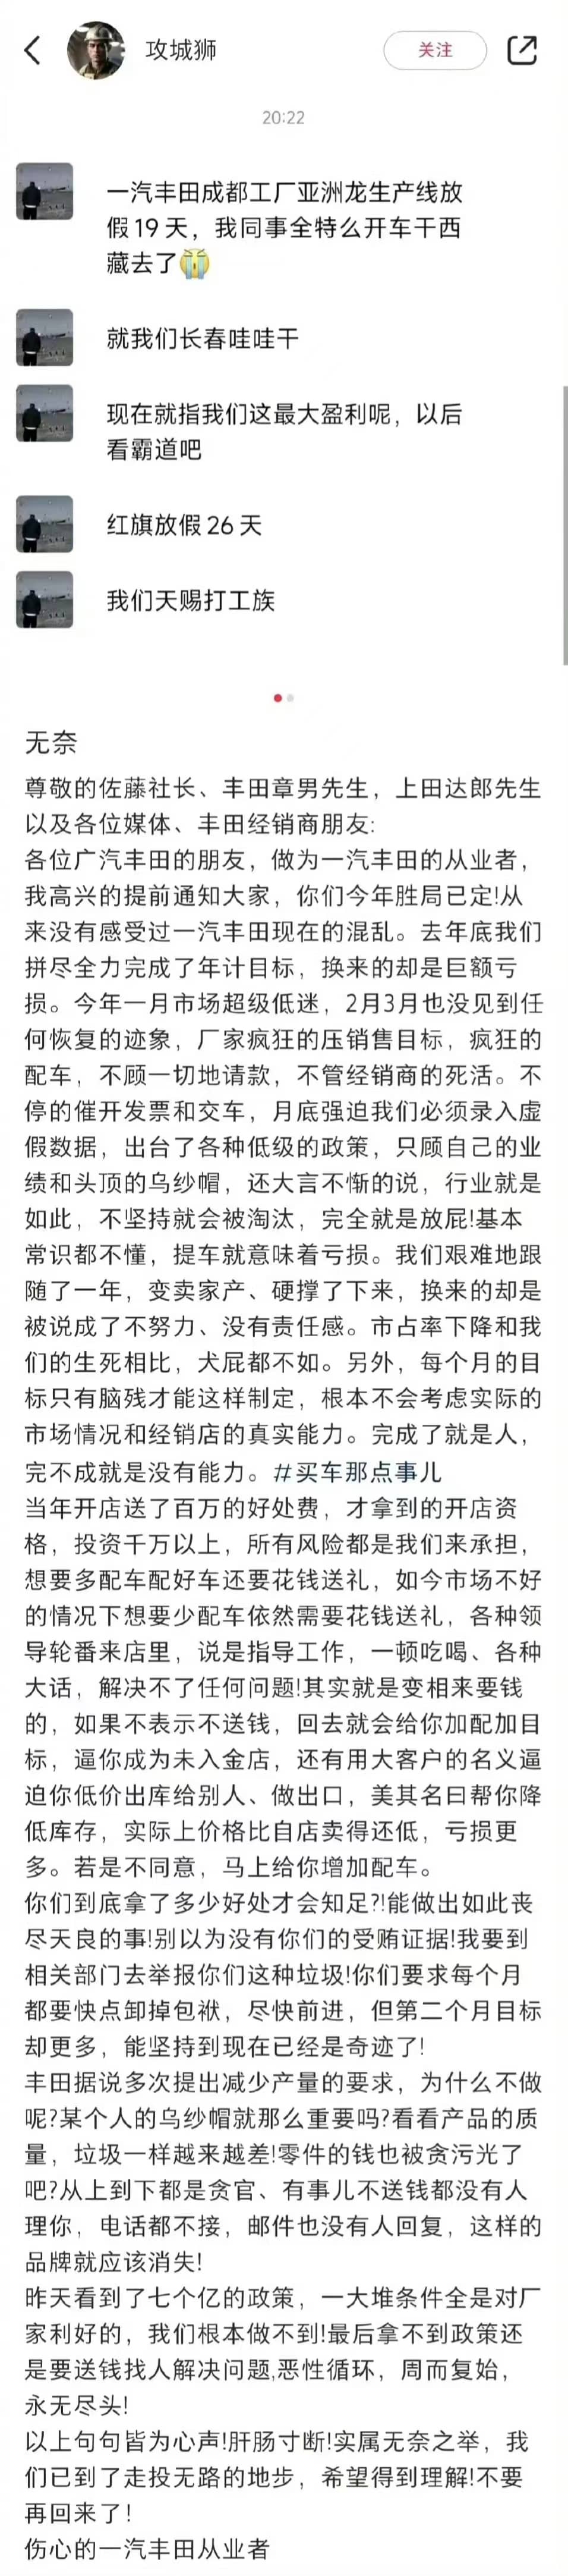 攻城狮
关注
20:22
一汽丰田成都工厂亚洲龙生产线放
假19天，我同事全特么开车干西
藏去了😭
就我们长春哇哇干
现在就指我们这最大盈利呢，以后
看霸道吧
红旗放假26天
我们天赐打工族
无奈
尊敬的佐藤社长、丰田章男先生，上田达郎先生
以及各位媒体、丰田经销商朋友:
各位广汽丰田的朋友，做为一汽丰田的从业者，
我高兴的提前通知大家，你们今年胜局已定!从
来没有感受过一汽丰田现在的混乱。去年底我们
拼尽全力完成了年计目标，换来的却是巨额亏
损。今年一月市场超级低迷，2月3月也没见到任
何恢复的迹象，厂家疯狂的压销售目标，疯狂的
配车，不顾一切地请款，不管经销商的死活。不
停的催开发票和交车，月底强迫我们必须录入虚
假数据，出台了各种低级的政策，只顾自己的业
绩和头顶的乌纱帽，还大言不惭的说，行业就是
如此，不坚持就会被淘汰，完全就是放屁!基本
常识都不懂，提车就意味着亏损。我们艰难地跟
随了一年，变卖家产、硬撑了下来，换来的却是
被说成了不努力、没有责任感。市占率下降和我
们的生死相比，犬屁都不如。另外，每个月的目
标只有脑残才能这样制定，根本不会考虑实际的
市场情况和经销店的真实能力。完成了就是人，
完不成就是没有能力。#买车那点事儿
当年开店送了百万的好处费，才拿到的开店资
格，投资千万以上，所有风险都是我们来承担，
想要多配车配好车还要花钱送礼，如今市场不好
的情况下想要少配车依然需要花钱送礼，各种领
导轮番来店里，说是指导工作，一顿吃喝、各种
大话，解决不了任何问题!其实就是变相来要钱
的，如果不表示不送钱，回去就会给你加配加目
标，逼你成为未入金店，还有用大客户的名义逼
迫你低价出库给别人、做出口，美其名曰帮你降
低库存，实际上价格比自店卖得还低，亏损更
多。若是不同意，马上给你增加配车。
你们到底拿了多少好处才会知足?!能做出如此丧
尽天良的事!别以为没有你们的受贿证据!我要到
相关部门去举报你们这种垃圾!你们要求每个月
都要快点卸掉包袱，尽快前进，但第二个月目标
却更多，能坚持到现在已经是奇迹了!
丰田据说多次提出减少产量的要求，为什么不做
呢?某个人的乌纱帽就那么重要吗?看看产品的质
量，垃圾一样越来越差!零件的钱也被贪污光了
吧?从上到下都是贪官、有事儿不送钱都没有人
理你，电话都不接，邮件也没有人回复，这样的
品牌就应该消失!
昨天看到了七个亿的政策，一大堆条件全是对厂
家利好的，我们根本做不到!最后拿不到政策还
是要送钱找人解决问题,恶性循环，周而复始，
永无尽头!
以上句句皆为心声!肝肠寸断!实属无奈之举，我
们已到了走投无路的地步，希望得到理解!不要
再回来了!
伤心的一汽丰田从业者